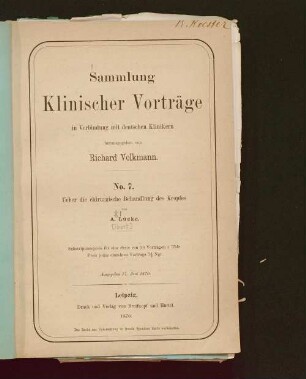 Sammlung
Klinischer Vorträge
in Verbindung mit deutschen Klinikern
herausgegeben von
Richard Volkmann.
No. 7.
Ueber die chirurgische Behandlung des Kropfes
von
A. Lücke.
Ausgegeben Juni 1870.
Leipzig,
Druck und Verlag von Breitkopf und Härtel.
1870.